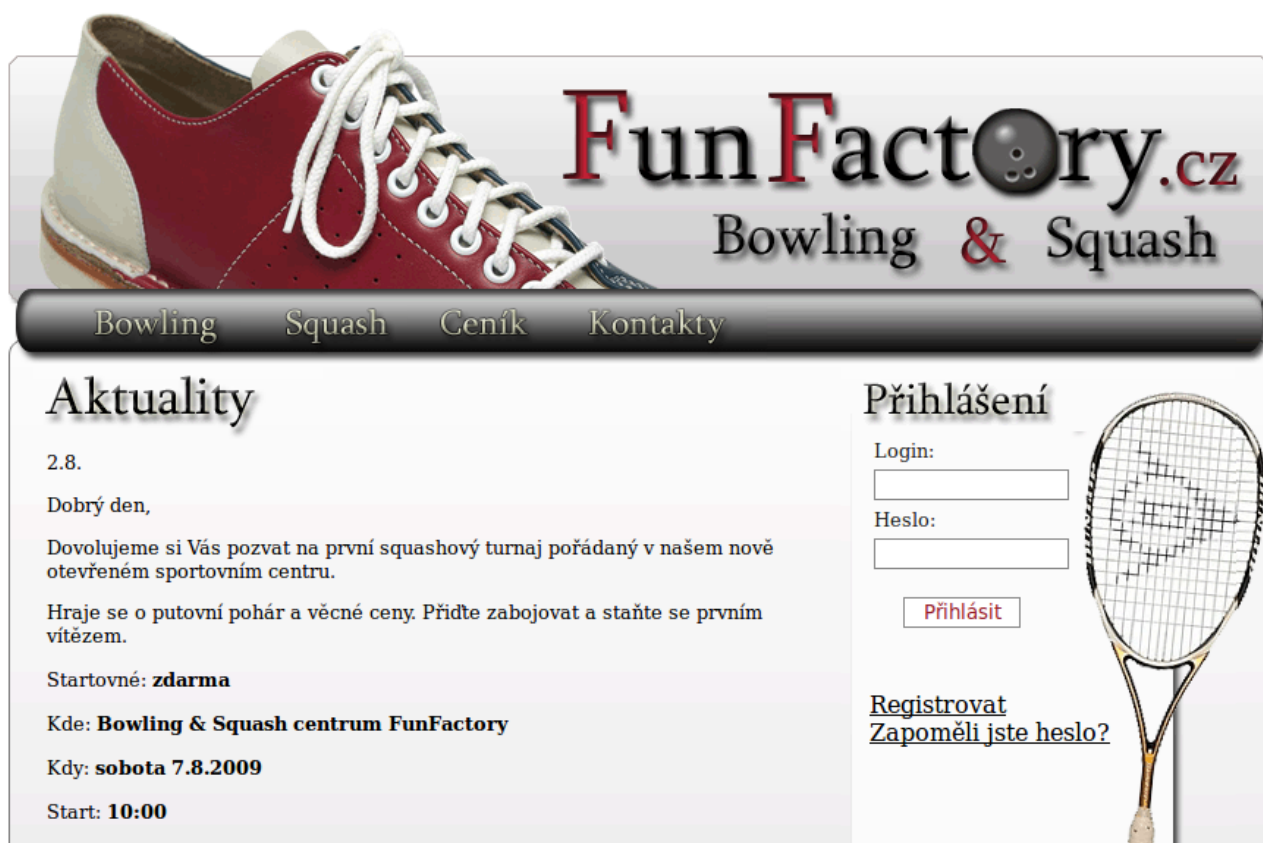 FunFactory.cz
Bowling & Squash
Bowling Squash Ceník Kontakty
Aktuality
2.8.
Dobrý den,
Dovolujeme si Vás pozvat na první squashový turnaj pořádaný v našem nově
otevřeném sportovním centru.
Hraje se o putovní pohár a věcné ceny. Přiďte zabojovat a staňte se prvním
vítězem.
Startovné: zdarma
Kde: Bowling & Squash centrum FunFactory
Kdy: sobota 7.8.2009
Start: 10:00
Přihlášení
Login:
Heslo:
Přihlásit
Registrovat
Zapoměli jste heslo?